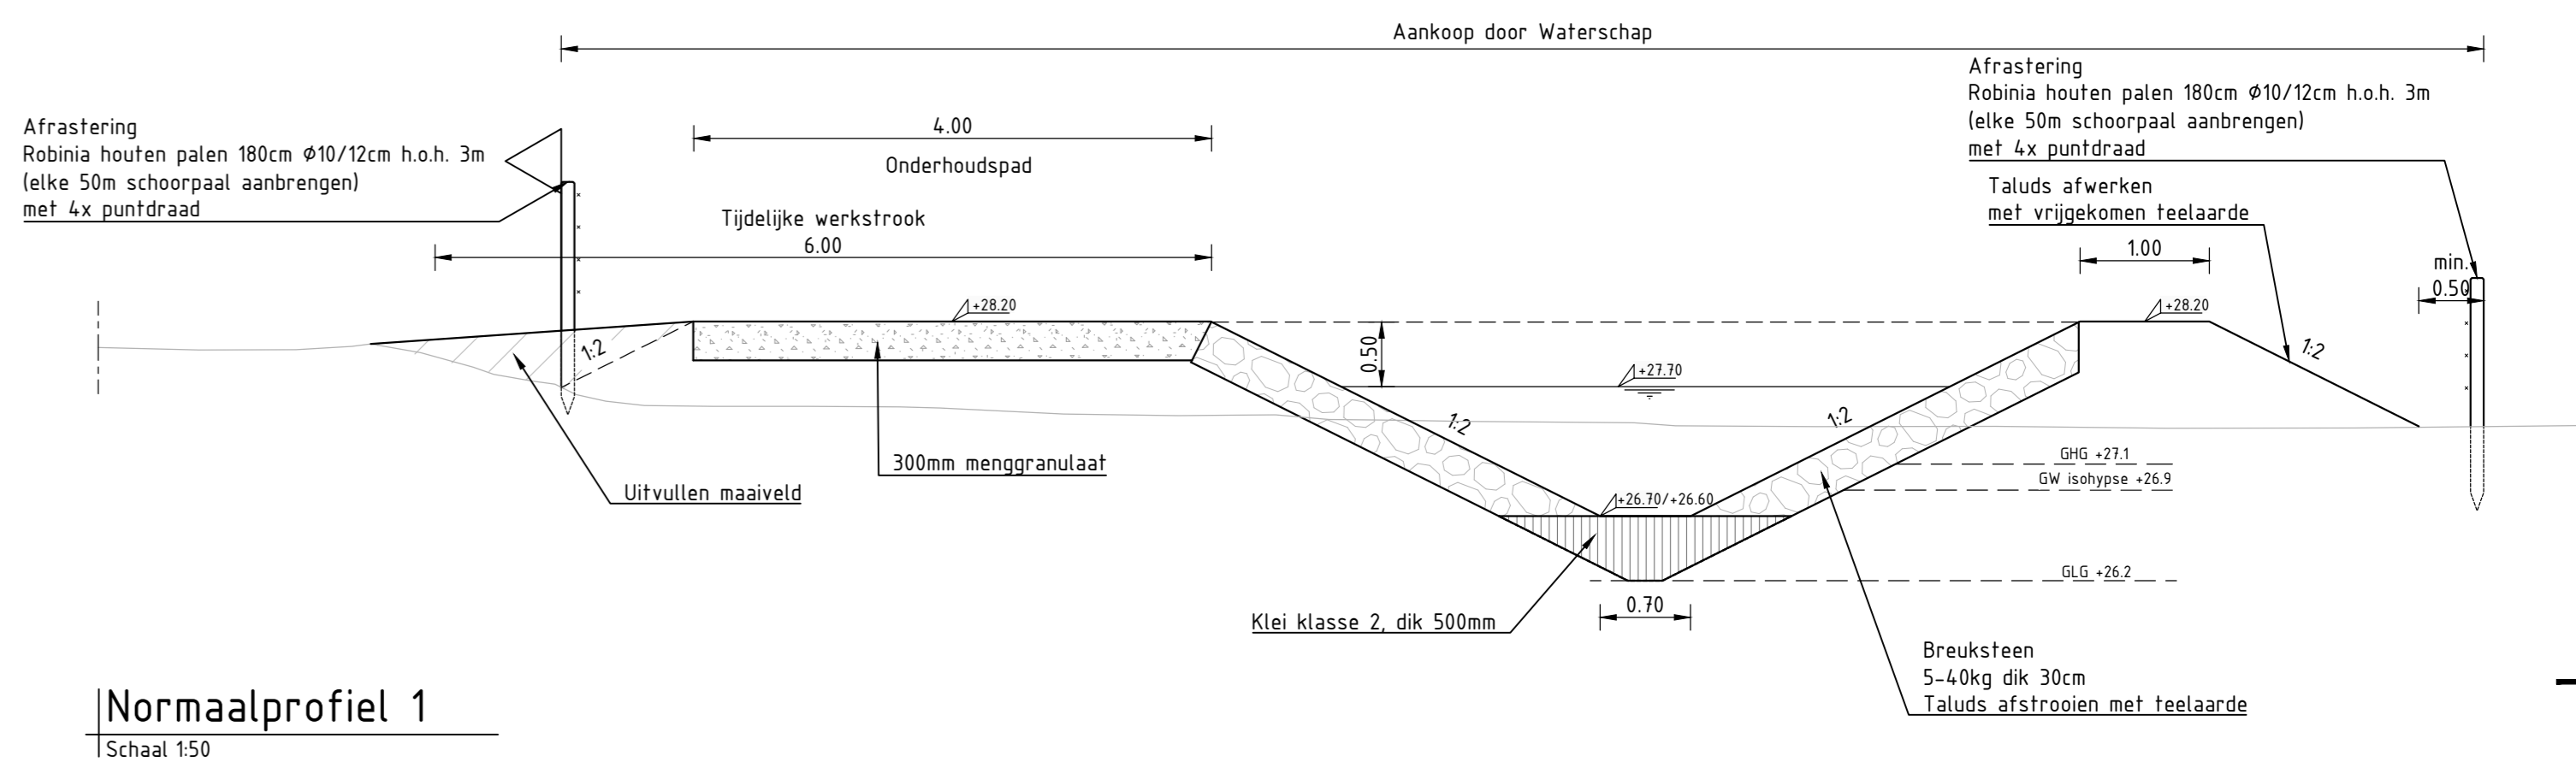 Aankoop door Waterschap
Afrastering
Robinia houten palen 180cm Ø10/12cm h.o.h. 3m
(elke 50m schoorpaal aanbrengen)
met 4x puntdraad
Afrastering
Robinia houten palen 180cm Ø10/12cm h.o.h. 3m
(elke 50m schoorpaal aanbrengen)
met 4x puntdraad
4.00
Onderhoudspad
Tijdelijke werkstrook
6.00
Taluds afwerken
met vrijgekomen teelaarde
1.00
min.
0.50
+28.20
+28.20
1:2
0.50
+27.70
1:2
1:2
1:2
300mm menggranulaat
Uitvullen maaiveld
GHG +27.1
GW isohypse +26.9
+26.70/+26.60
GLG +26.2
0.70
Klei klasse 2, dik 500mm
Breuksteen
5-40kg dik 30cm
Taluds afstrooien met teelaarde
Normaalprofiel 1
Schaal 1:50